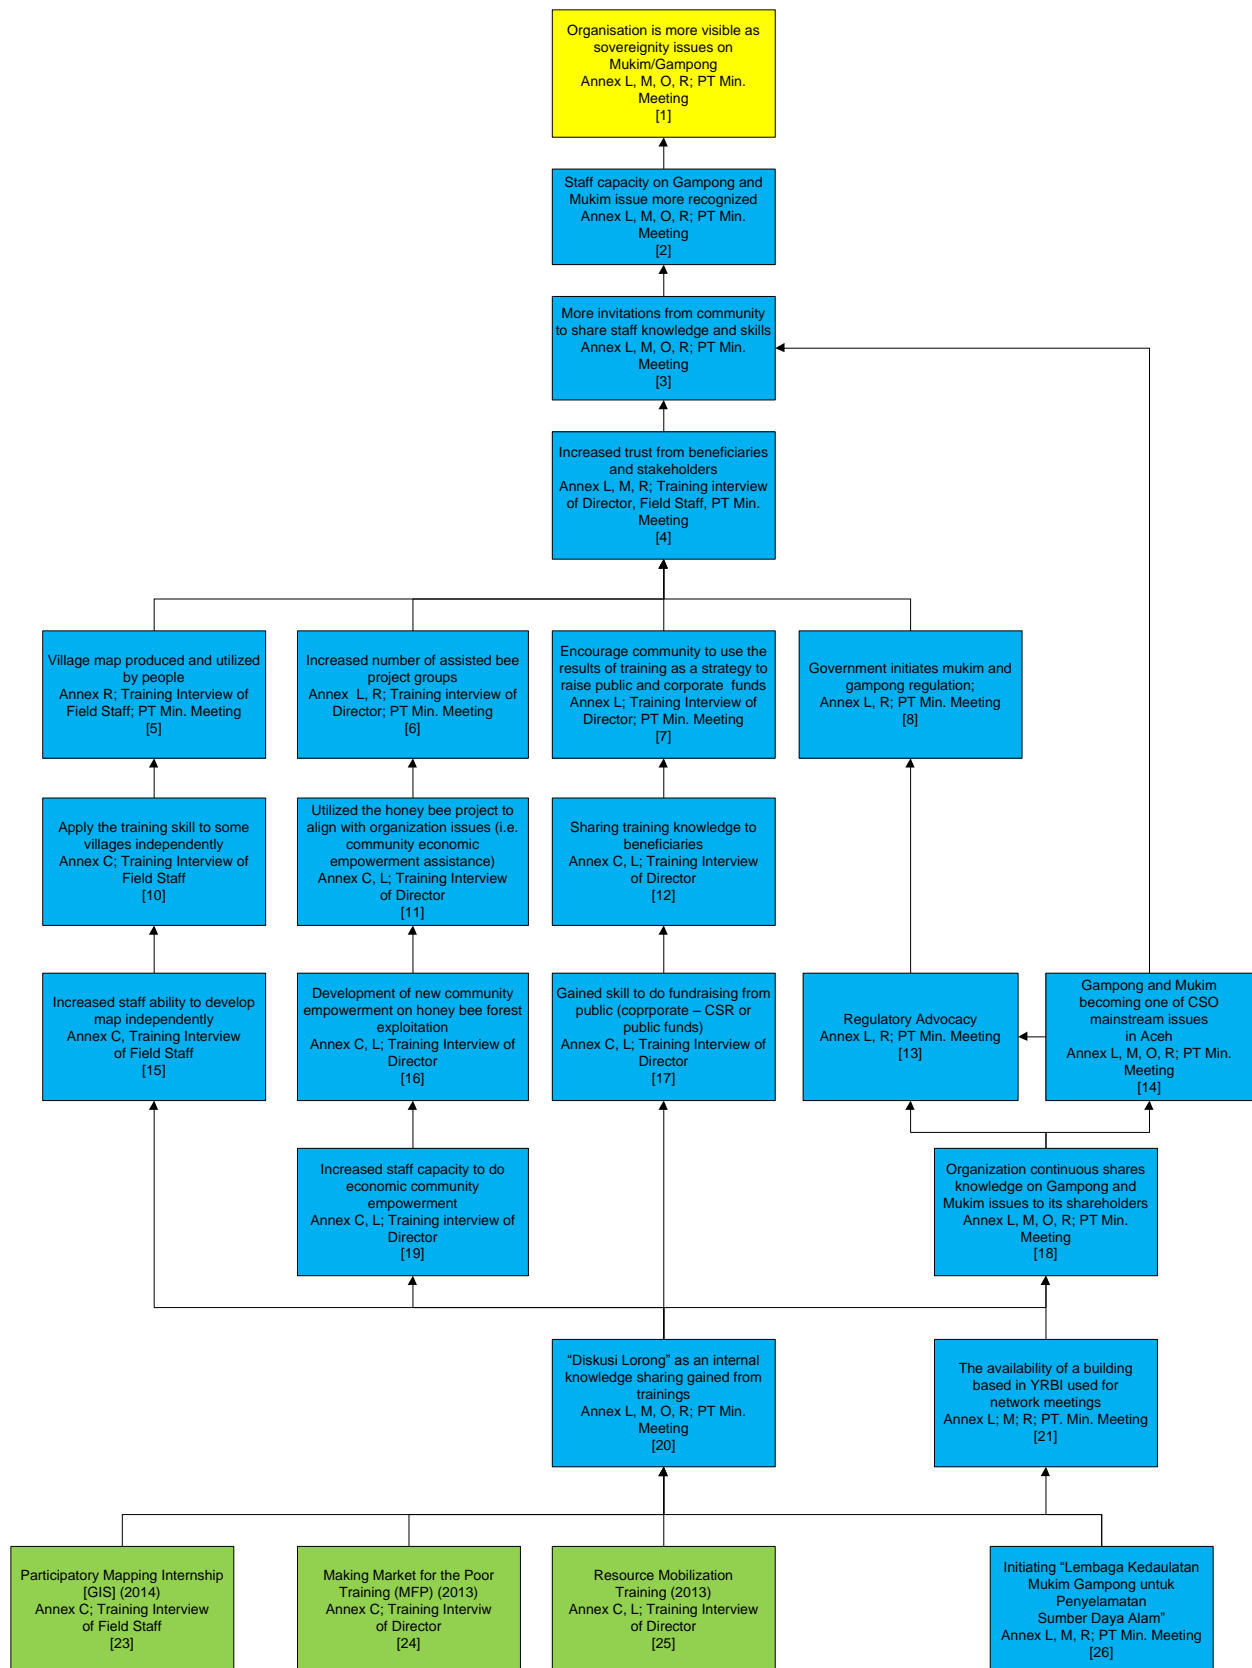 Organisation is more visible as
sovereignity issues on
Mukim/Gampong
Annex L, M, O, R; PT Min.
Meeting
[1]
Staff capacity on Gampong and
Mukim issue more recognized
Annex L, M, O, R; PT Min.
Meeting
[2]
More invitations from community
to share staff knowledge and skills
Annex L, M, O, R; PT Min.
Meeting
[3]
Increased trust from beneficiaries
and stakeholders
Annex L, M, R; Training interview
of Director, Field Staff, PT Min.
Meeting
[4]
Village map produced and utilized
by people
Annex R; Training Interview of
Field Staff; PT Min. Meeting
[5]
Increased number of assisted bee
project groups
Annex  L, R; Training interview of
Director; PT Min. Meeting
[6]
Encourage community to use the
results of training as a strategy to
raise public and corporate  funds
Annex L; Training Interview of
Director; PT Min. Meeting
[7]
Government initiates mukim and
gampong regulation;
Annex L, R; PT Min. Meeting
[8]
Apply the training skill to some
villages independently
Annex C; Training Interview of
Field Staff
[10]
Utilized the honey bee project to
align with organization issues (i.e.
community economic
empowerment assistance)
Annex C, L; Training Interview
of Director
[11]
Sharing training knowledge to
beneficiaries
Annex C, L; Training Interview
of Director
[12]
Increased staff ability to develop
map independently
Annex C, Training Interview
of Field Staff
[15]
Development of new community
empowerment on honey bee forest
exploitation
Annex C, L; Training Interview of
Director
[16]
Gained skill to do fundraising from
public (coprporate – CSR or
public funds)
Annex C, L; Training Interview of
Director
[17]
Regulatory Advocacy
Annex L, R; PT Min. Meeting
[13]
Gampong and Mukim
becoming one of CSO
mainstream issues
in Aceh
Annex L, M, O, R; PT Min.
Meeting
[14]
Increased staff capacity to do
economic community
empowerment
Annex C, L; Training interview of
Director
[19]
Organization continuous shares
knowledge on Gampong and
Mukim issues to its shareholders
Annex L, M, O, R; PT Min.
Meeting
[18]
“Diskusi Lorong” as an internal
knowledge sharing gained from
trainings
Annex L, M, O, R; PT Min.
Meeting
[20]
The availability of a building
based in YRBI used for
network meetings
Annex L; M; R; PT. Min. Meeting
[21]
Participatory Mapping Internship
[GIS] (2014)
Annex C; Training Interview
of Field Staff
[23]
Making Market for the Poor
Training (MFP) (2013)
Annex C; Training Interviw
of Director
[24]
Resource Mobilization
Training (2013)
Annex C, L; Training Interview
of Director
[25]
Initiating “Lembaga Kedaulatan
Mukim Gampong untuk
Penyelamatan
Sumber Daya Alam”
Annex L, M, R; PT Min. Meeting
[26]